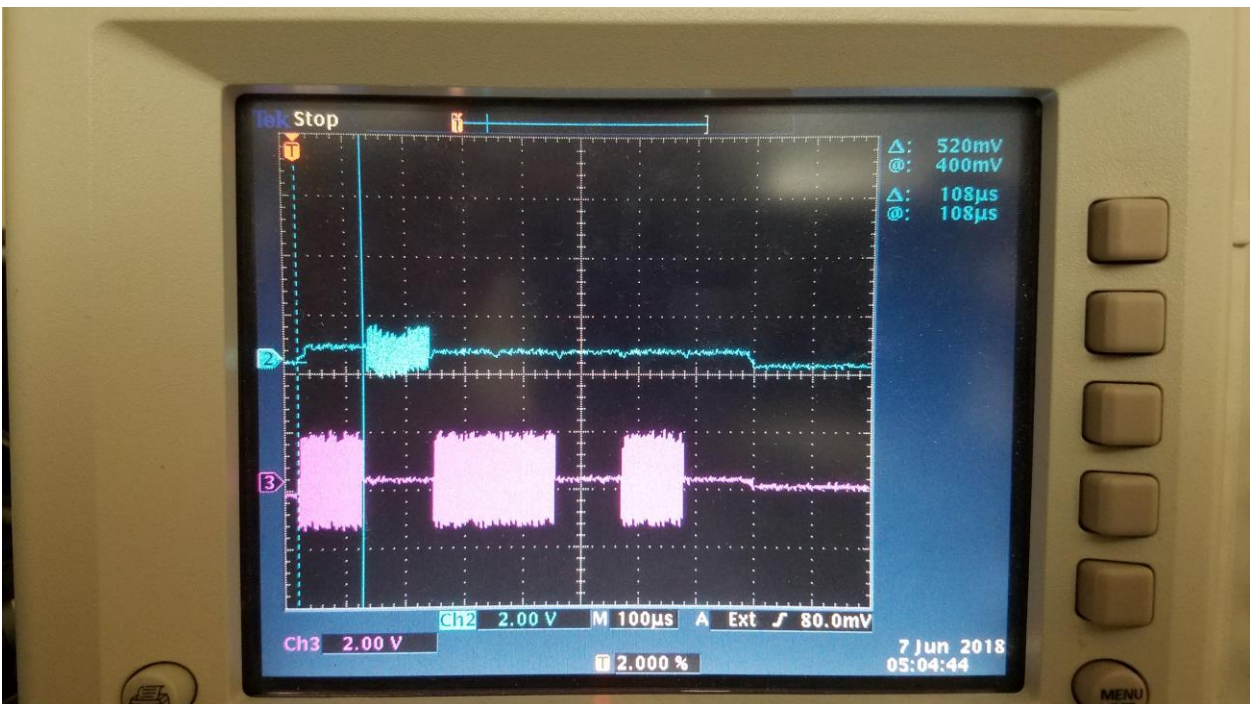 Tek Stop
T
T
Δ: 520mV
@: 400mV
Δ: 108µs
@: 108µs
2
3
Ch2 2.00 V M 100µs A Ext ƒ 80.0mV
Ch3 2.00 V
T 2.000 %
7 Jun 2018
05:04:44
MENU